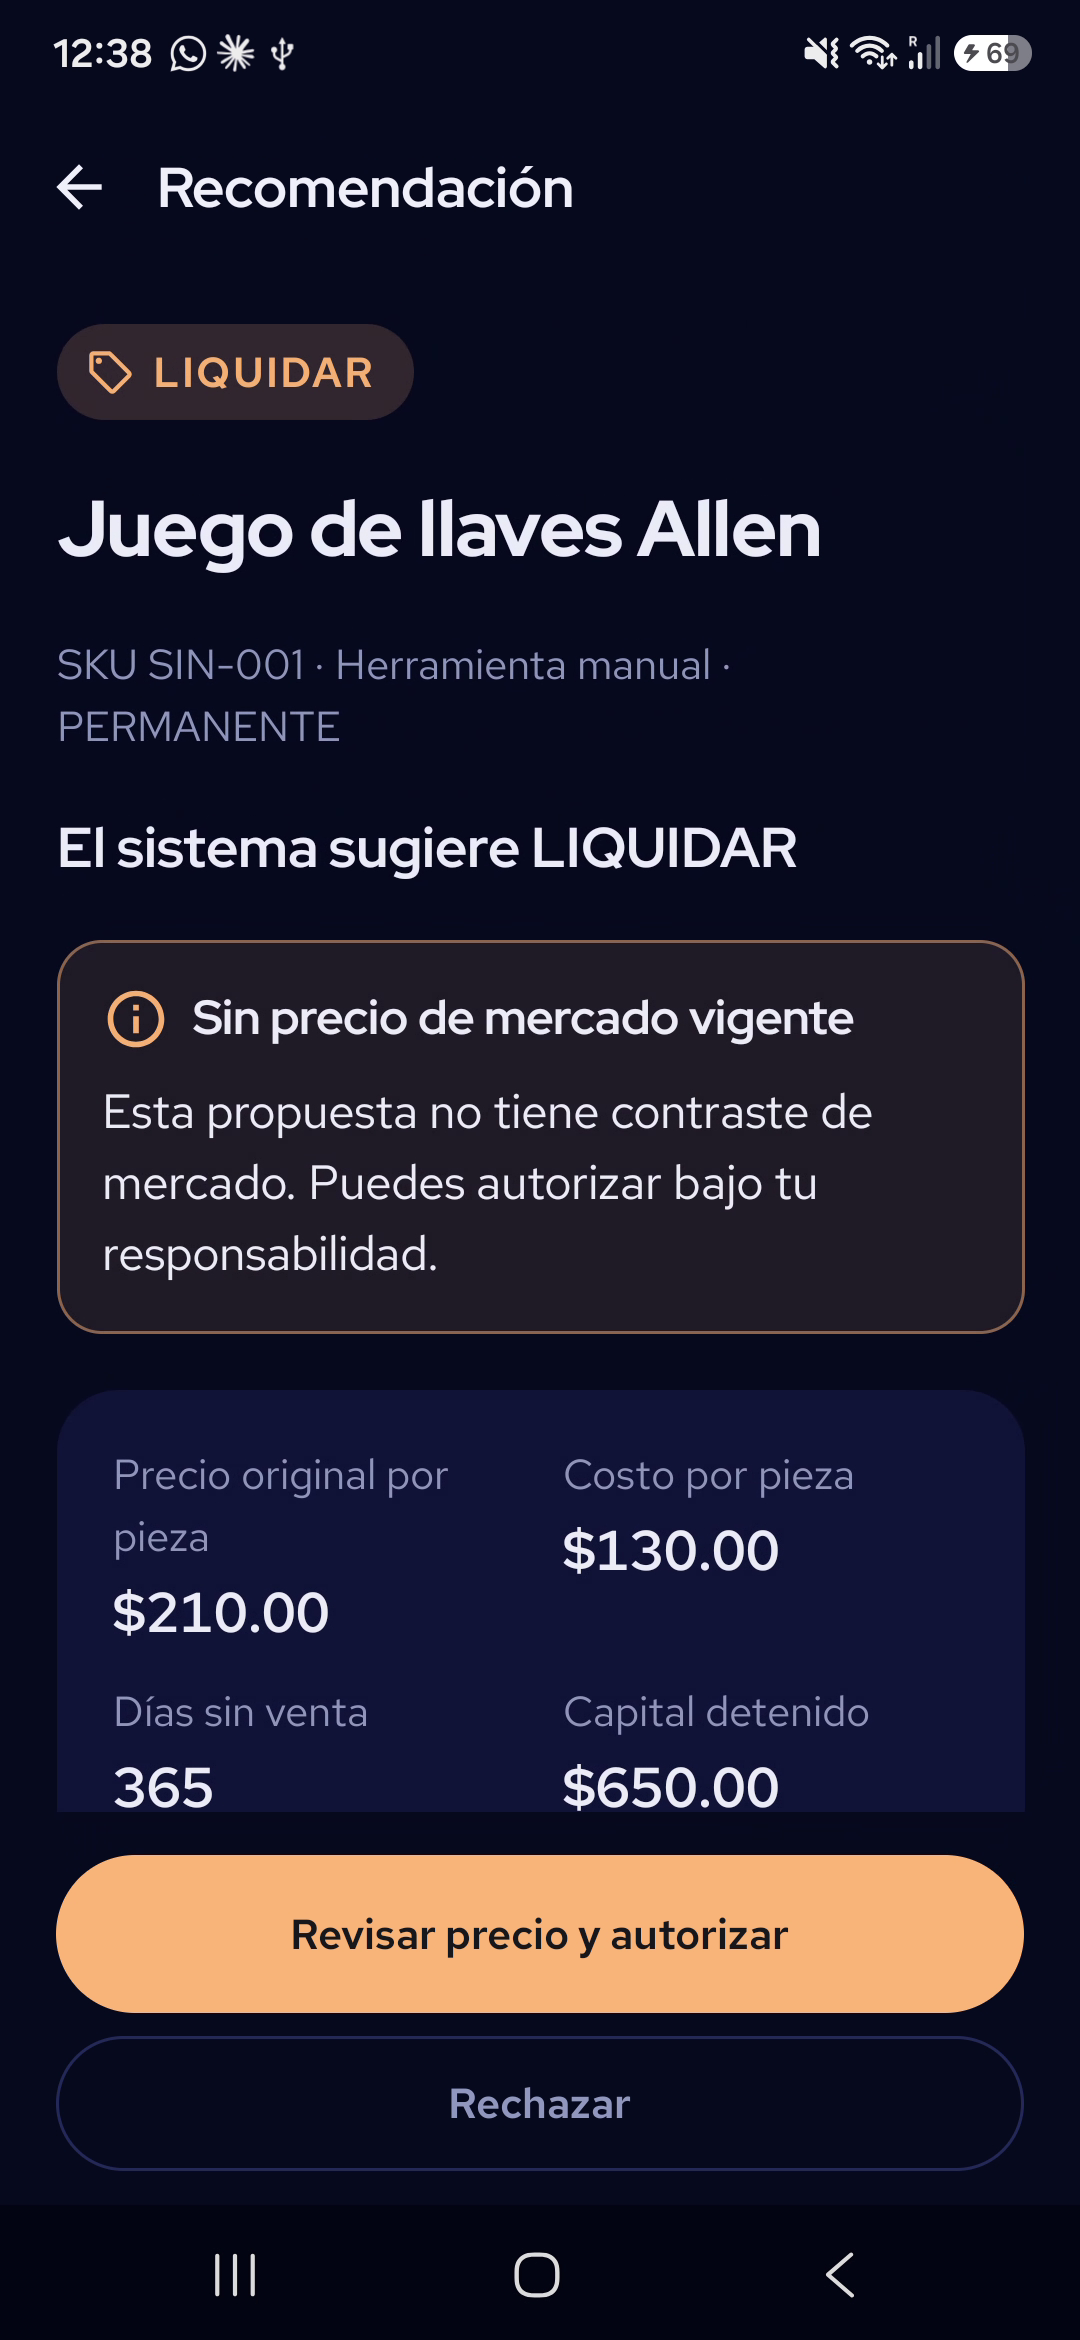 12:38
R
69
Recomendación
LIQUIDAR
Juego de llaves Allen
SKU SIN-001 · Herramienta manual ·
PERMANENTE
El sistema sugiere LIQUIDAR
Sin precio de mercado vigente
Esta propuesta no tiene contraste de
mercado. Puedes autorizar bajo tu
responsabilidad.
Precio original por
pieza
$210.00
Costo por pieza
$130.00
Días sin venta
365
Capital detenido
$650.00
Revisar precio y autorizar
Rechazar